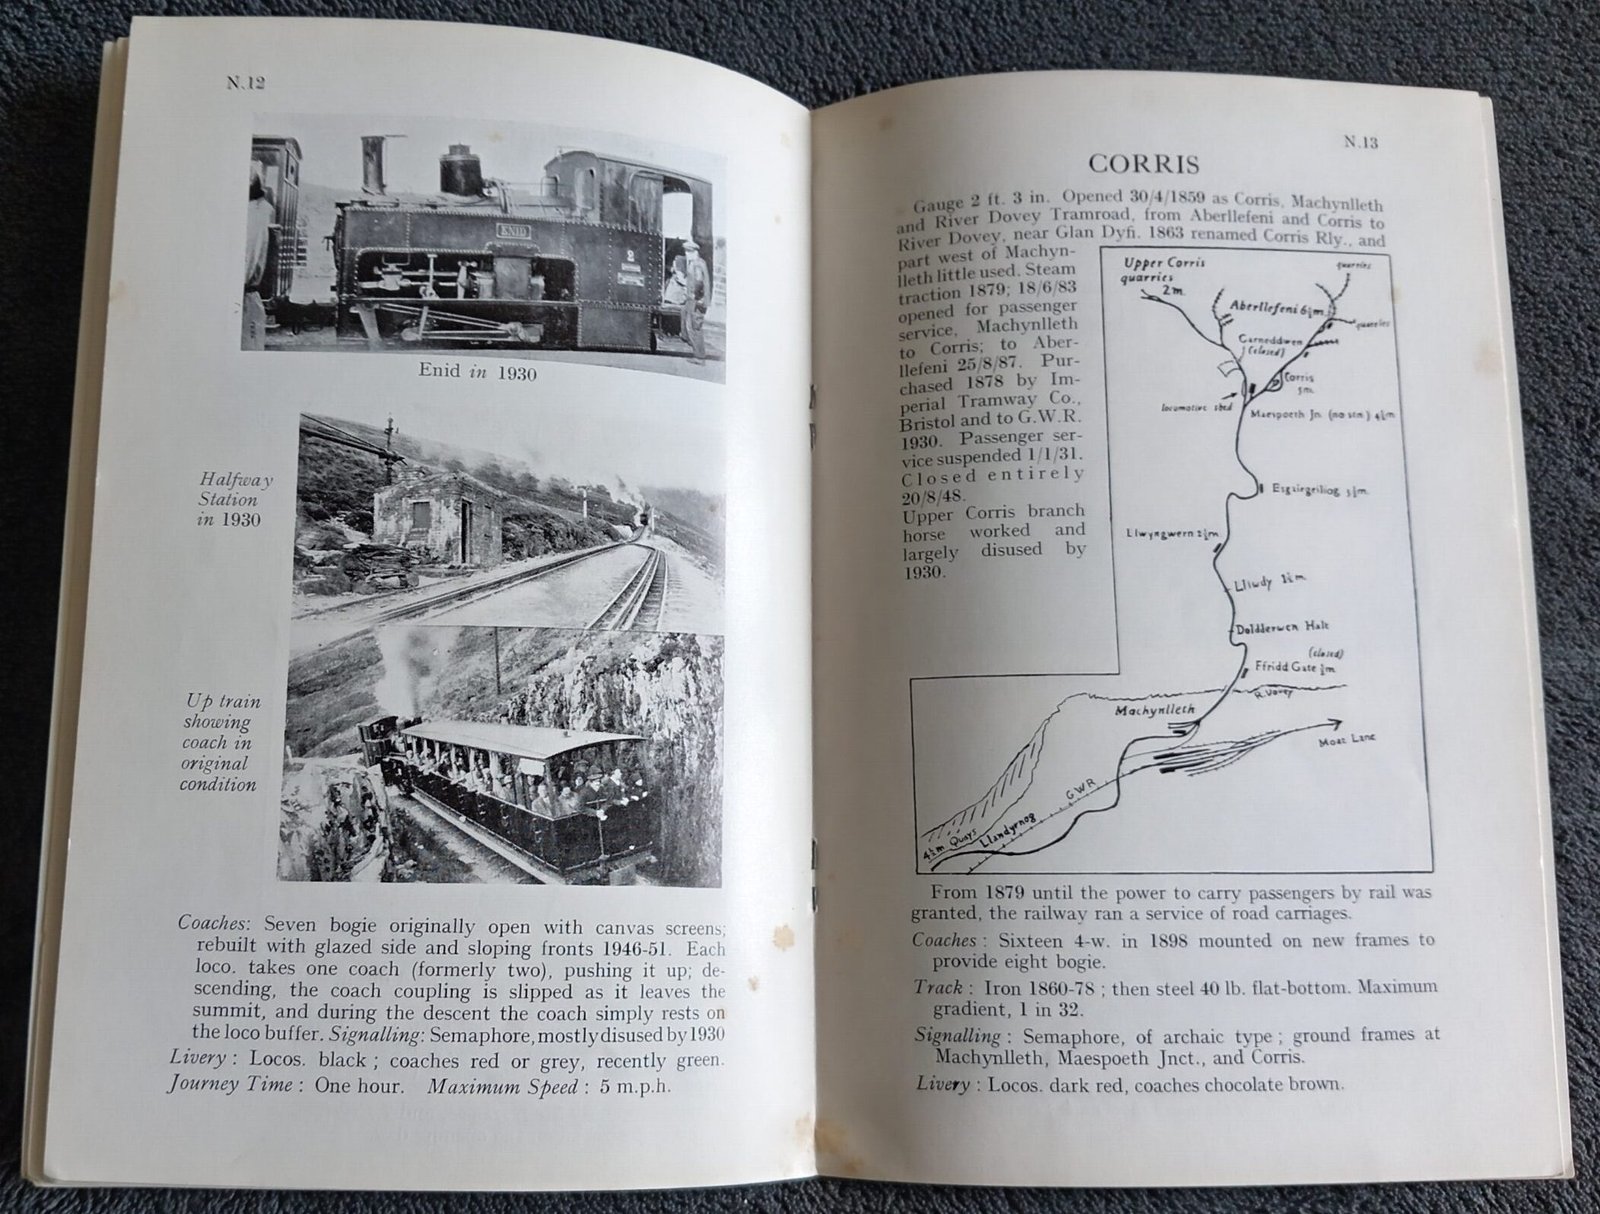 N.12
ENID
2
Enid in 1930
Halfway
Station
in 1930
Up train
showing
coach in
original
condition
Coaches: Seven bogie originally open with canvas screens;
rebuilt with glazed side and sloping fronts 1946-51. Each
loco. takes one coach (formerly two), pushing it up; de-
scending, the coach coupling is slipped as it leaves the
summit, and during the descent the coach simply rests on
the loco buffer. Signalling: Semaphore, mostly disused by 1930
Livery : Locos. black ; coaches red or grey, recently green.
Journey Time : One hour. Maximum Speed : 5 m.p.h.
N.13
CORRIS
Gauge 2 ft. 3 in. Opened 30/4/1859 as Corris, Machynlleth
and River Dovey Tramroad, from Aberllefeni and Corris to
River Dovey, near Glan Dyfi. 1863 renamed Corris Rly., and
part west of Machyn-
lleth little used. Steam
traction 1879; 18/6/83
opened for passenger
service, Machynlleth
to Corris; to Aber-
llefeni 25/8/87. Pur-
chased 1878 by Im-
perial Tramway Co.,
Bristol and to G.W.R.
1930. Passenger ser-
vice suspended 1/1/31.
Closed entirely
20/8/48.
Upper Corris branch
horse worked and
largely disused by
1930.
Upper Corris
quarries
2m.
quarries
Aberllefeni
quarries
Garneddwen
(closed)
Corris
5m.
locomotive shed
Maespoeth Jn. (no stn)
Esgairgeiliog
Llwyngwern
Lliwdy
Doldderwen Halt
(closed)
Ffridd Gate
R. Dovey
Machynlleth
Moat Lane
GWR
Quays
Llandyrnog
From 1879 until the power to carry passengers by rail was
granted, the railway ran a service of road carriages.
Coaches : Sixteen 4-w. in 1898 mounted on new frames to
provide eight bogie.
Track : Iron 1860-78 ; then steel 40 lb. flat-bottom. Maximum
gradient, 1 in 32.
Signalling : Semaphore, of archaic type ; ground frames at
Machynlleth, Maespoeth Jnct., and Corris.
Livery : Locos. dark red, coaches chocolate brown.